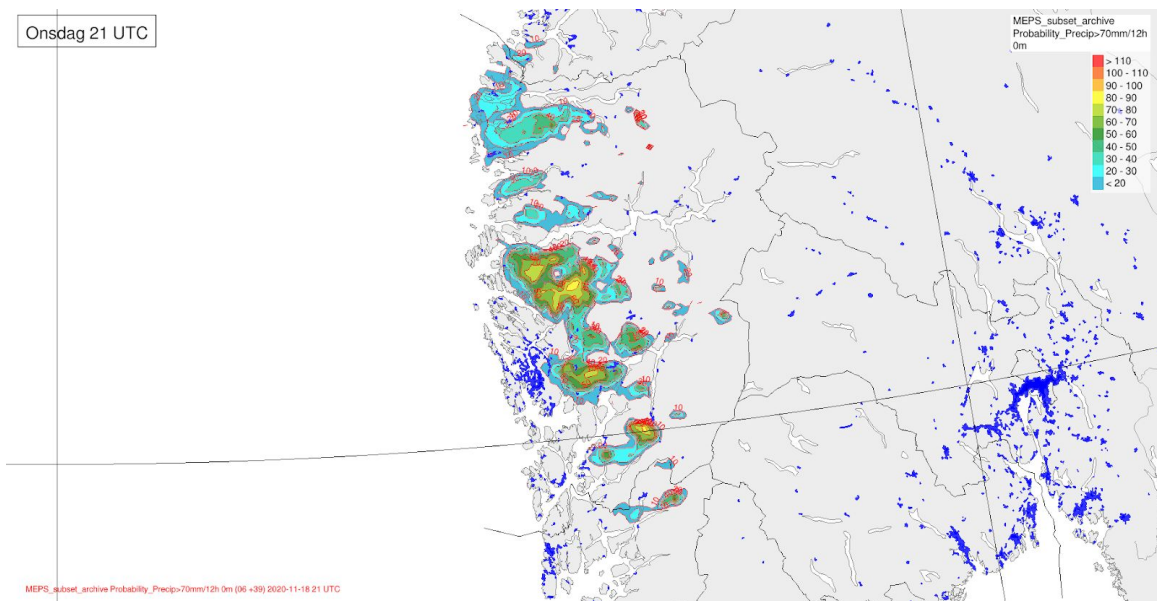 Onsdag 21 UTC
MEPS_subset_archive
Probability_Precip>70mm/12h
0m
> 110
100 - 110
90 - 100
80 - 90
70 - 80
60 - 70
50 - 60
40 - 50
30 - 40
20 - 30
< 20
MEPS_subset_archive Probability_Precip>70mm/12h 0m (06 +39) 2020-11-18 21 UTC